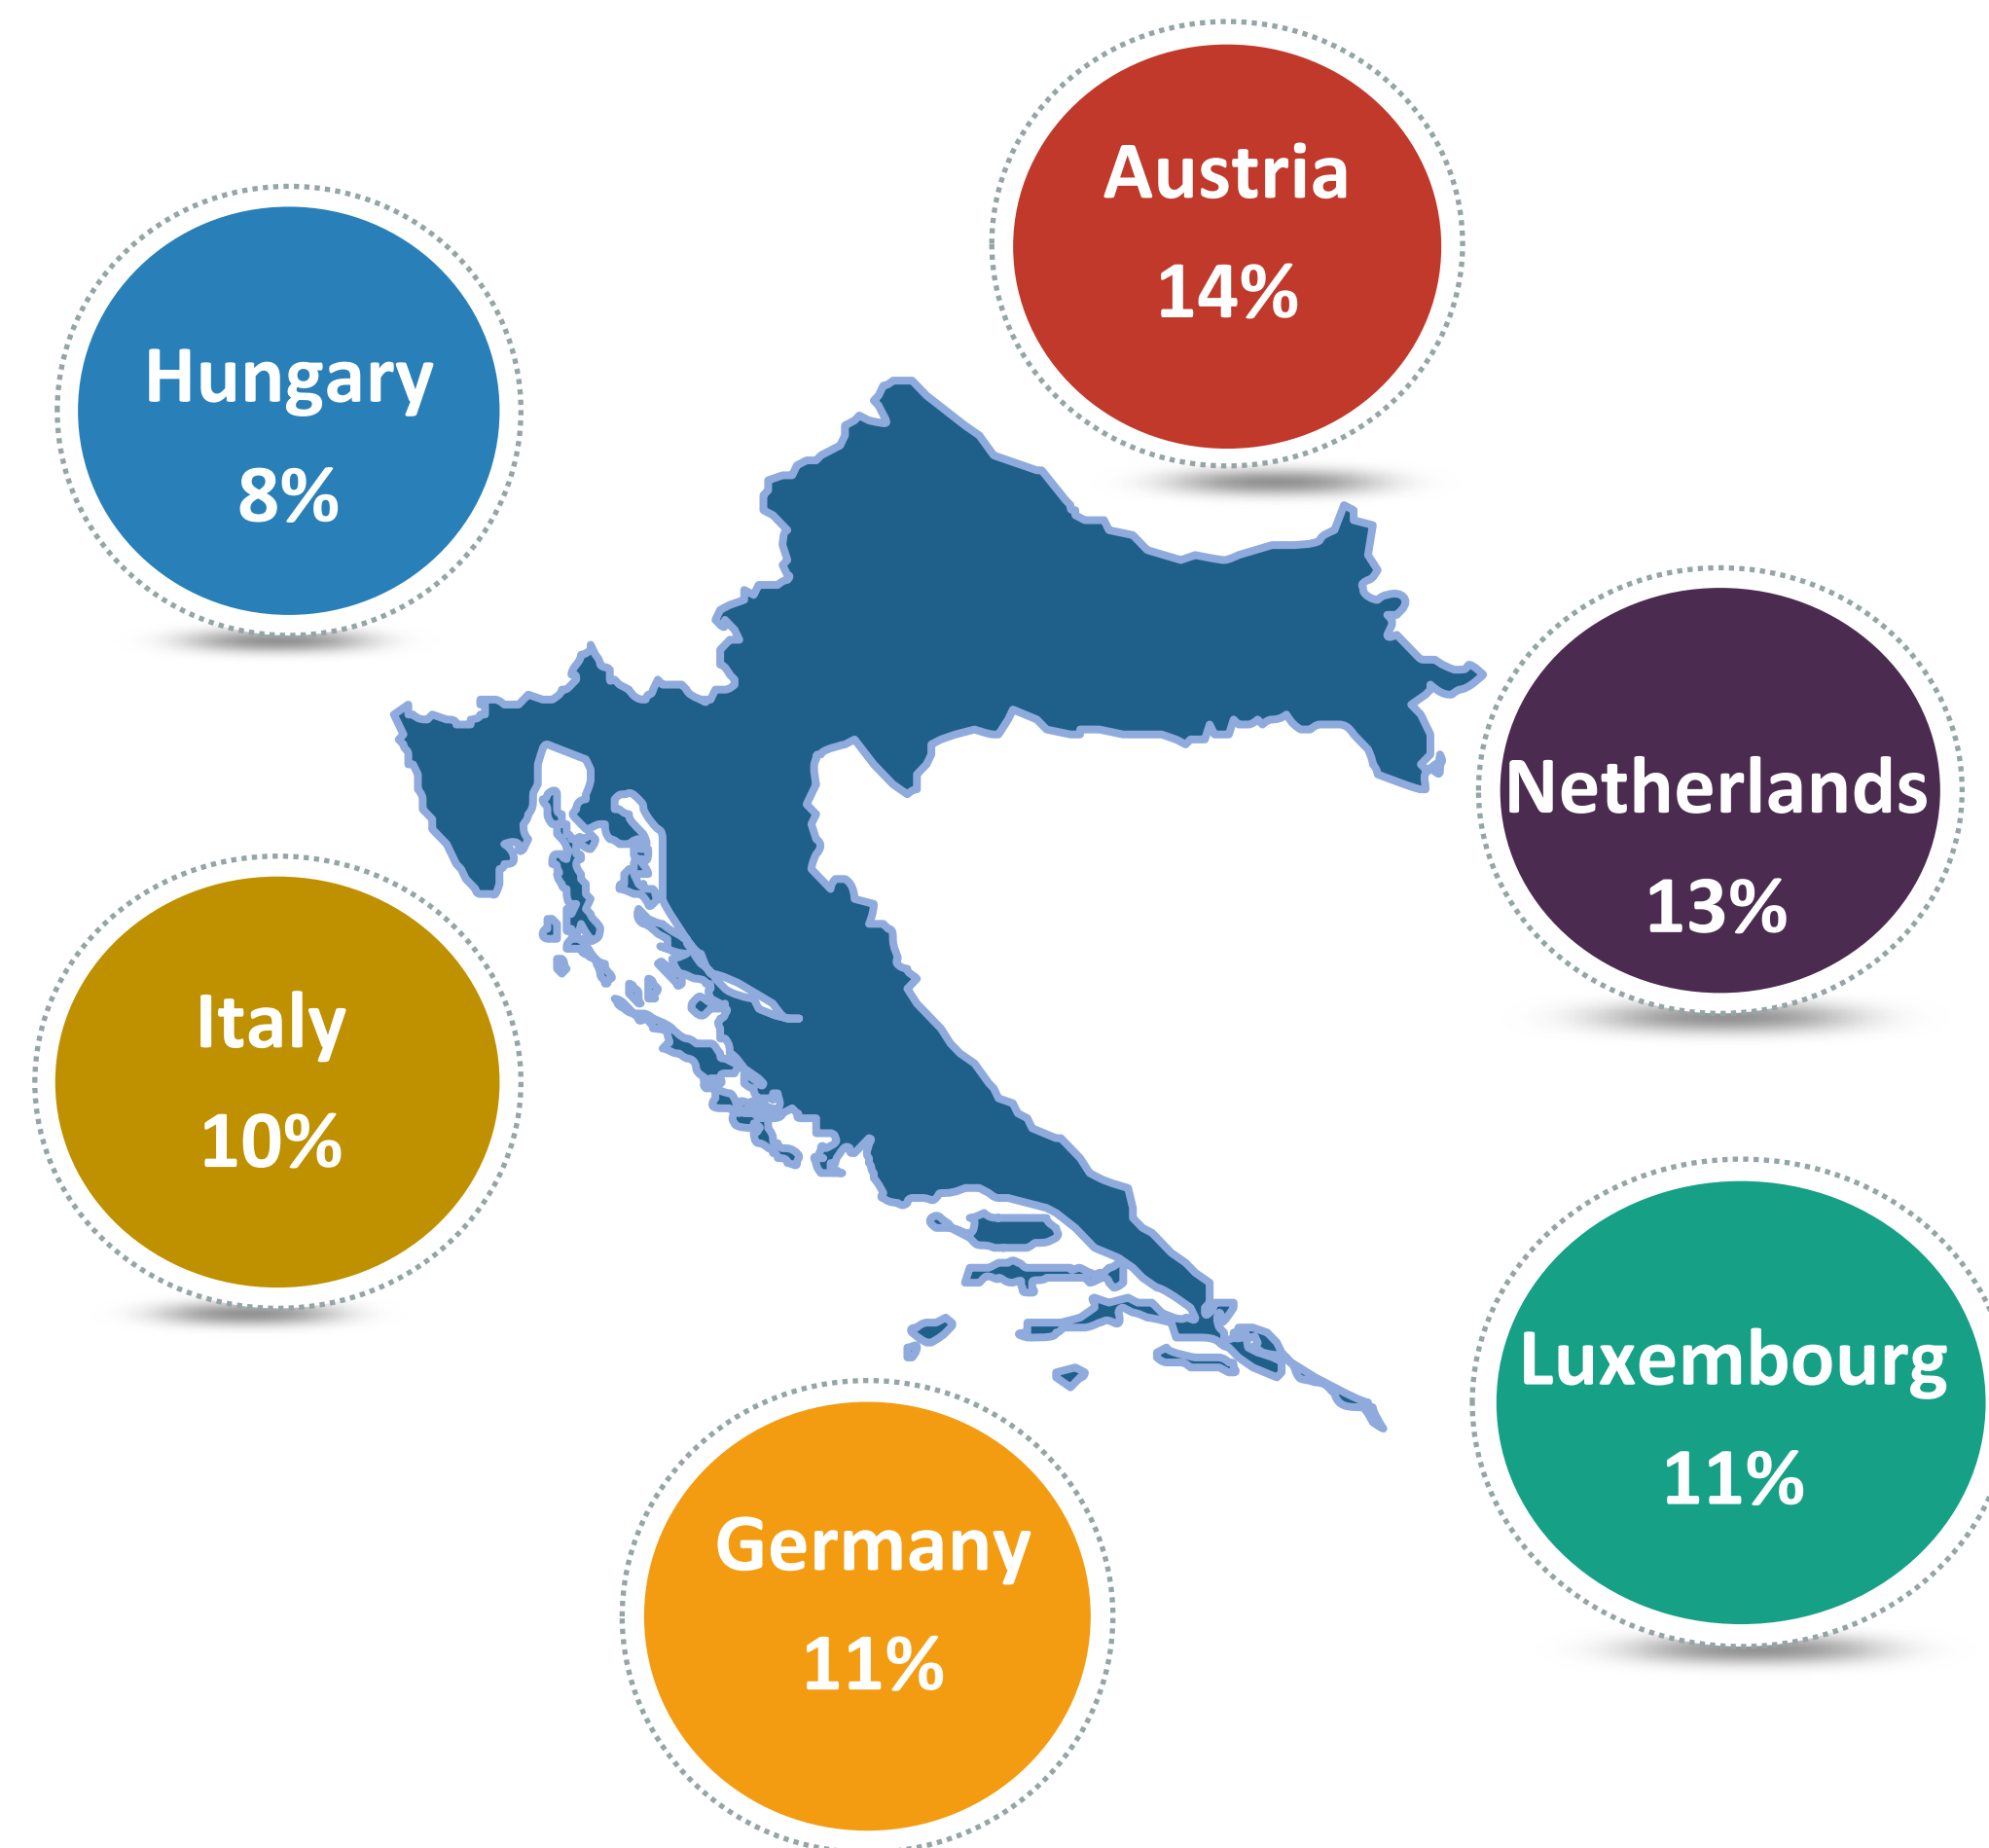 Austria
14%
Hungary
8%
Netherlands
13%
Italy
10%
Luxembourg
11%
Germany
11%